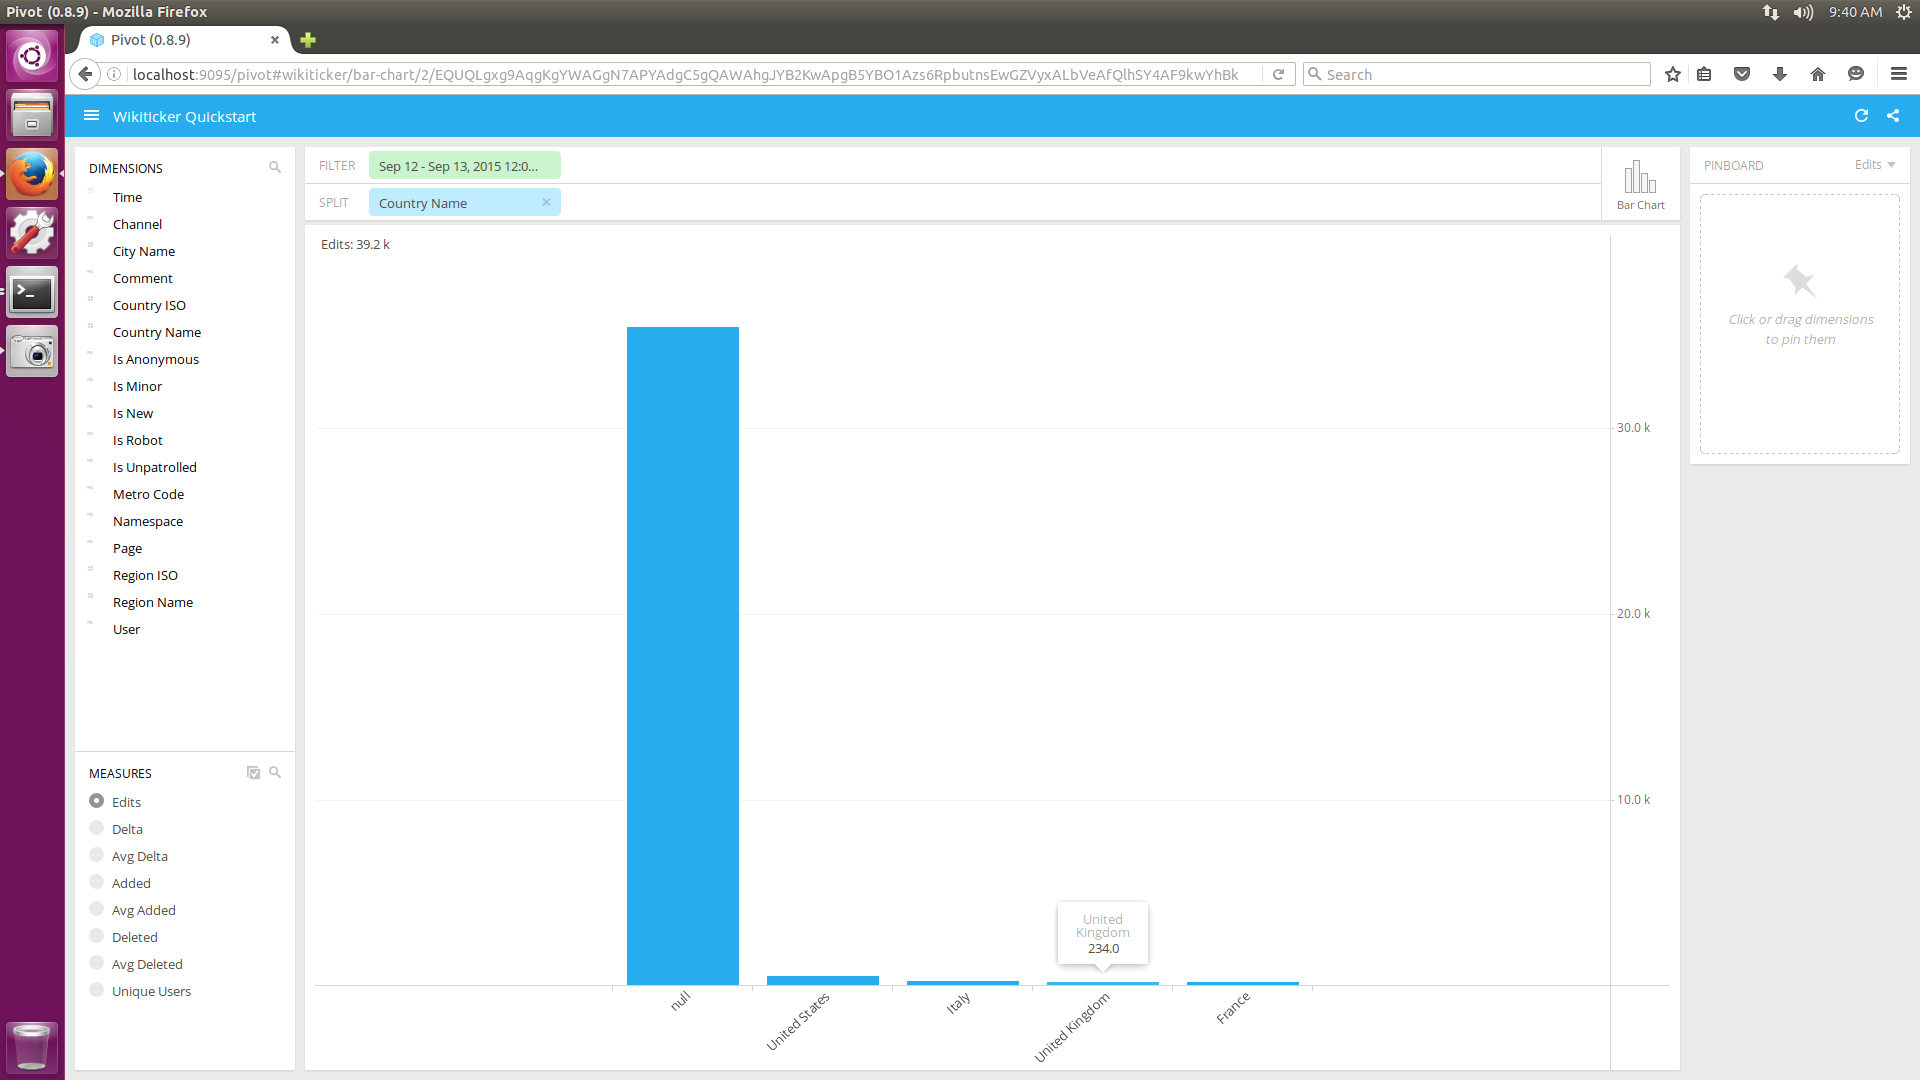 Pivot (0.8.9) - Mozilla Firefox
9:40 AM
Pivot (0.8.9)
localhost:9095/pivot#wikiticker/bar-chart/2/EQUQLgxg9AqgKgYWAGgN7APYAdgC5gQAWAhgJYB2KwApgB5YBO1Azs6RpbutnsEwGZVyxALbVeAfQlhSY4AF9kwYhBk
Search
Wikiticker Quickstart
DIMENSIONS
Time
Channel
City Name
Comment
Country ISO
Country Name
Is Anonymous
Is Minor
Is New
Is Robot
Is Unpatrolled
Metro Code
Namespace
Page
Region ISO
Region Name
User
MEASURES
Edits
Delta
Avg Delta
Added
Avg Added
Deleted
Avg Deleted
Unique Users
FILTER
Sep 12 - Sep 13, 2015 12:0...
SPLIT
Country Name
Bar Chart
Edits: 39.2 k
30.0 k
20.0 k
10.0 k
United
Kingdom
234.0
null
United States
Italy
United Kingdom
France
PINBOARD
Edits
Click or drag dimensions
to pin them